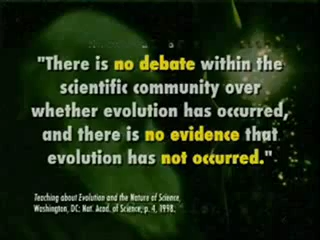 "There is no debate within the
scientific community over
whether evolution has occurred,
and there is no evidence that
evolution has not occurred."
Teaching about Evolution and the Nature of Science,
Washington, DC: Nat. Acad. of Science, p. 4, 1998.